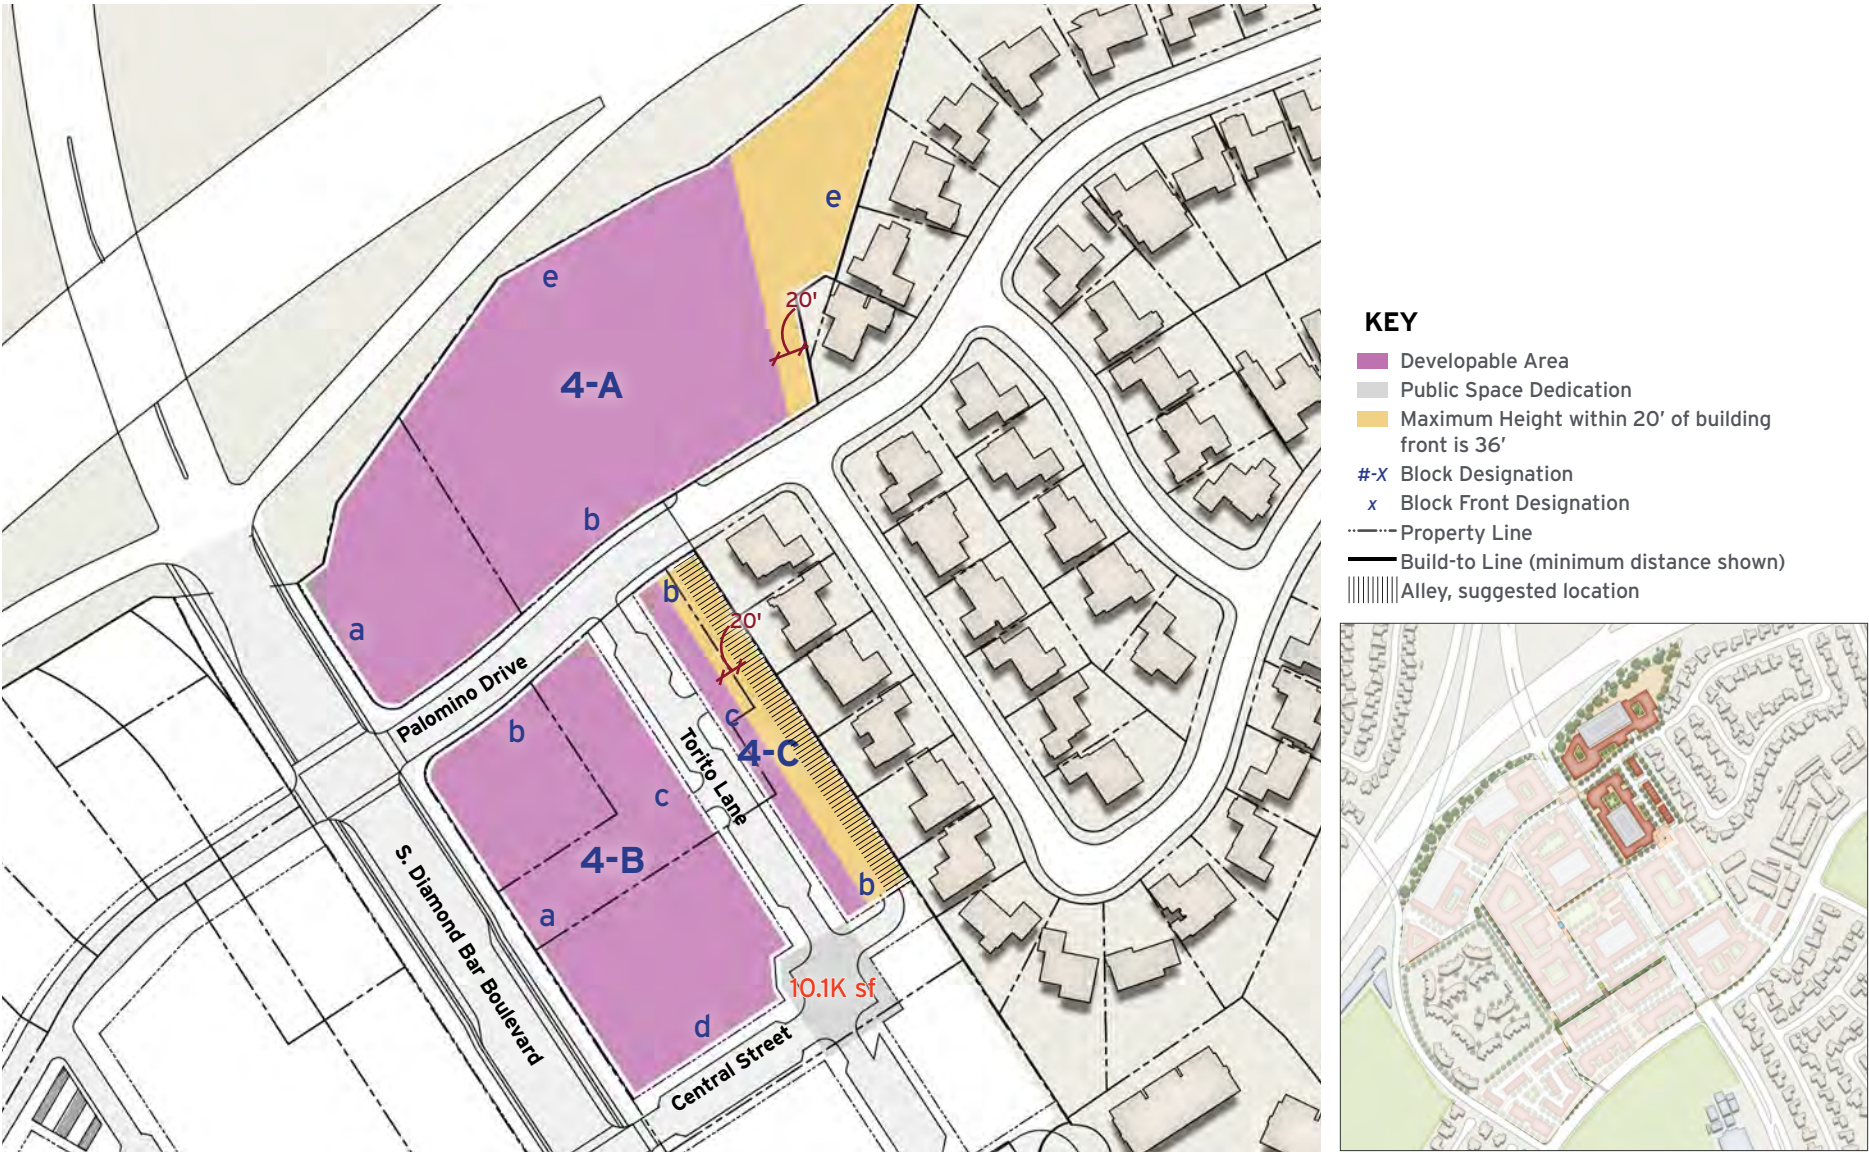 e
e
20'
4-A
b
a
b
20'
Palomino Drive
b
c
Torito Lane
4-C
c
4-B
S. Diamond Bar Boulevard
a
b
10.1K sf
d
Central Street
KEY
Developable Area
Public Space Dedication
Maximum Height within 20' of building
front is 36'
#-X Block Designation
x Block Front Designation
Property Line
Build-to Line (minimum distance shown)
Alley, suggested location